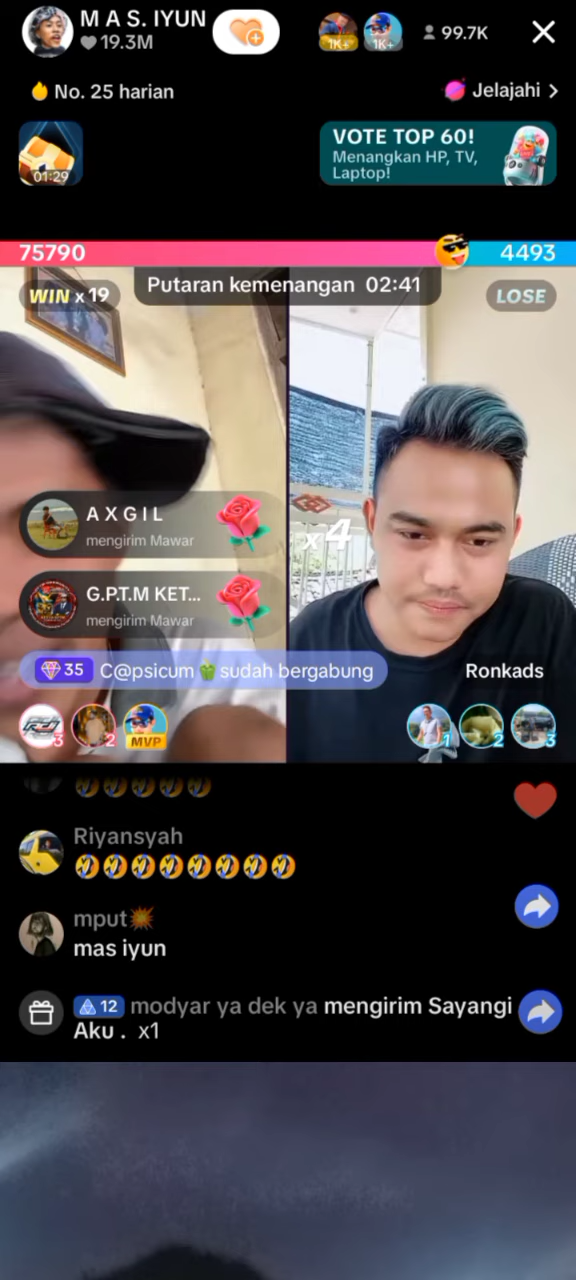 M A S. IYUN
19.3M
1K+
1K+
99.7K
No. 25 harian
Jelajahi >
01:29
VOTE TOP 60!
Menangkan HP, TV,
Laptop!
75790
4493
WIN x 19
Putaran kemenangan 02:41
LOSE
A X G I L
mengirim Mawar
x4
G.P.T.M KET...
mengirim Mawar
35 C@psicum sudah bergabung
Ronkads
3
2
MVP
1
2
3
Riyansyah
mput
mas iyun
12 modyar ya dek ya mengirim Sayangi
Aku . x1